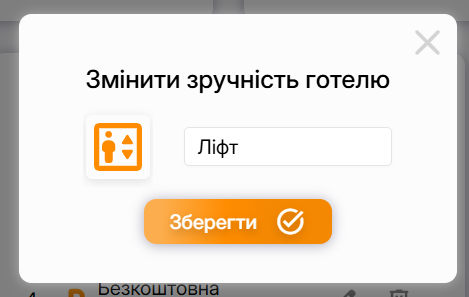 Змінити зручність готелю
Ліфт
Зберегти
Безкоштовна